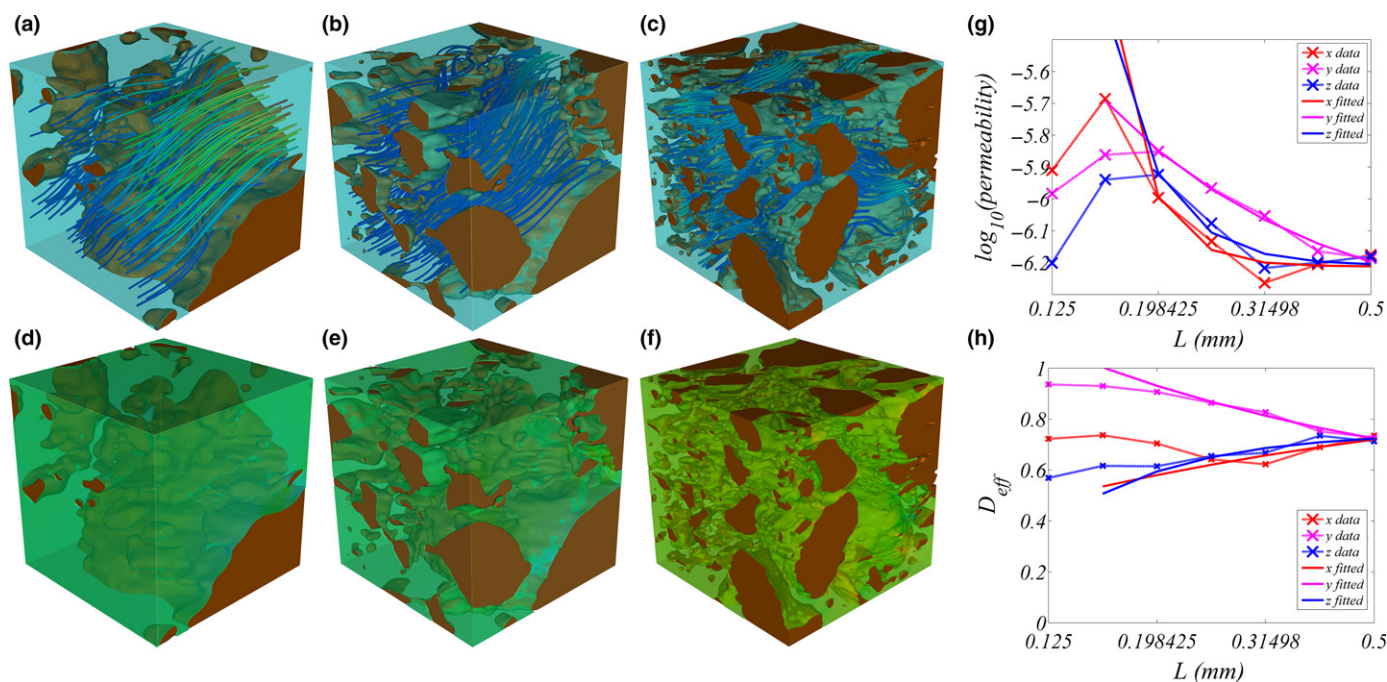 (a)
(b)
(c)
(g)
log10(permeability)
−5.6
−5.7
−5.8
−5.9
−6
−6.1
−6.2
0.125
0.198425
0.31498
0.5
L (mm)
x data
y data
z data
x fitted
y fitted
z fitted
(d)
(e)
(f)
(h)
Deff
1
0.8
0.6
0.4
0.2
0
0.125
0.198425
0.31498
0.5
L (mm)
x data
y data
z data
x fitted
y fitted
z fitted